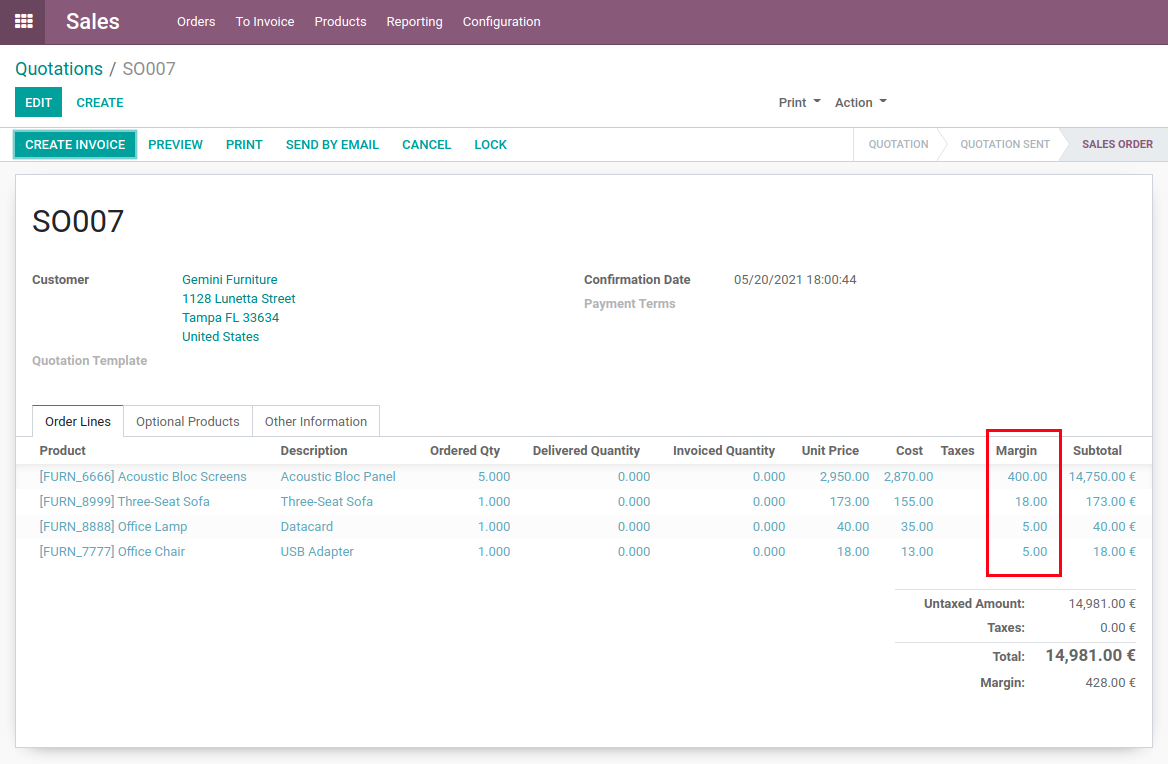 Sales Orders To Invoice Products Reporting Configuration
Quotations / SO007
EDIT CREATE Print Action
CREATE INVOICE PREVIEW PRINT SEND BY EMAIL CANCEL LOCK QUOTATION QUOTATION SENT SALES ORDER
SO007
Customer Gemini Furniture Confirmation Date 05/20/2021 18:00:44
1128 Lunetta Street Payment Terms
Tampa FL 33634
United States
Quotation Template
Order Lines Optional Products Other Information
Product Description Ordered Qty Delivered Quantity Invoiced Quantity Unit Price Cost Taxes Margin Subtotal
[FURN_6666] Acoustic Bloc Screens Acoustic Bloc Panel 5.000 0.000 0.000 2,950.00 2,870.00 400.00 14,750.00 €
[FURN_8999] Three-Seat Sofa Three-Seat Sofa 1.000 0.000 0.000 173.00 155.00 18.00 173.00 €
[FURN_8888] Office Lamp Datacard 1.000 0.000 0.000 40.00 35.00 5.00 40.00 €
[FURN_7777] Office Chair USB Adapter 1.000 0.000 0.000 18.00 13.00 5.00 18.00 €
Untaxed Amount: 14,981.00 €
Taxes: 0.00 €
Total: 14,981.00 €
Margin: 428.00 €